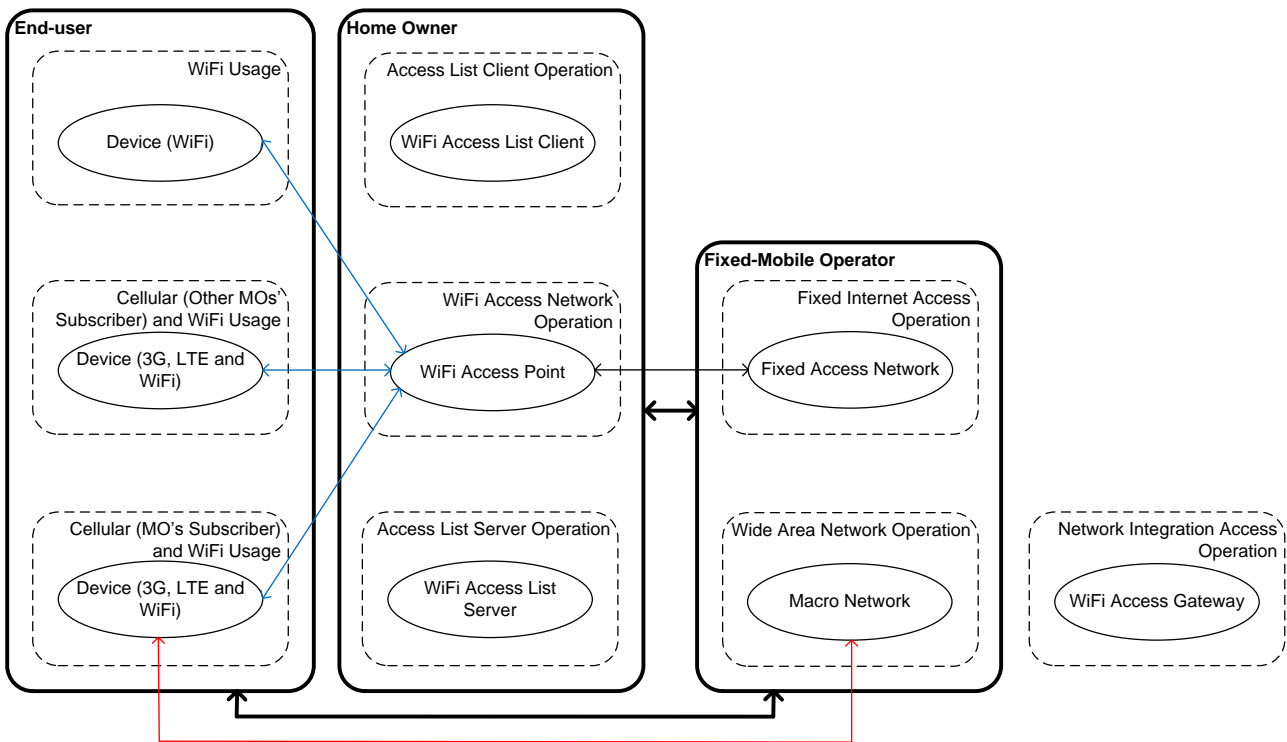 End-user
WiFi Usage
Device (WiFi)
Cellular (Other MOs'
Subscriber) and WiFi Usage
Device (3G, LTE and
WiFi)
Cellular (MO's Subscriber)
and WiFi Usage
Device (3G, LTE and
WiFi)
Home Owner
Access List Client Operation
WiFi Access List Client
WiFi Access Network
Operation
WiFi Access Point
Access List Server Operation
WiFi Access List
Server
Fixed-Mobile Operator
Fixed Internet Access
Operation
Fixed Access Network
Wide Area Network Operation
Macro Network
Network Integration Access
Operation
WiFi Access Gateway